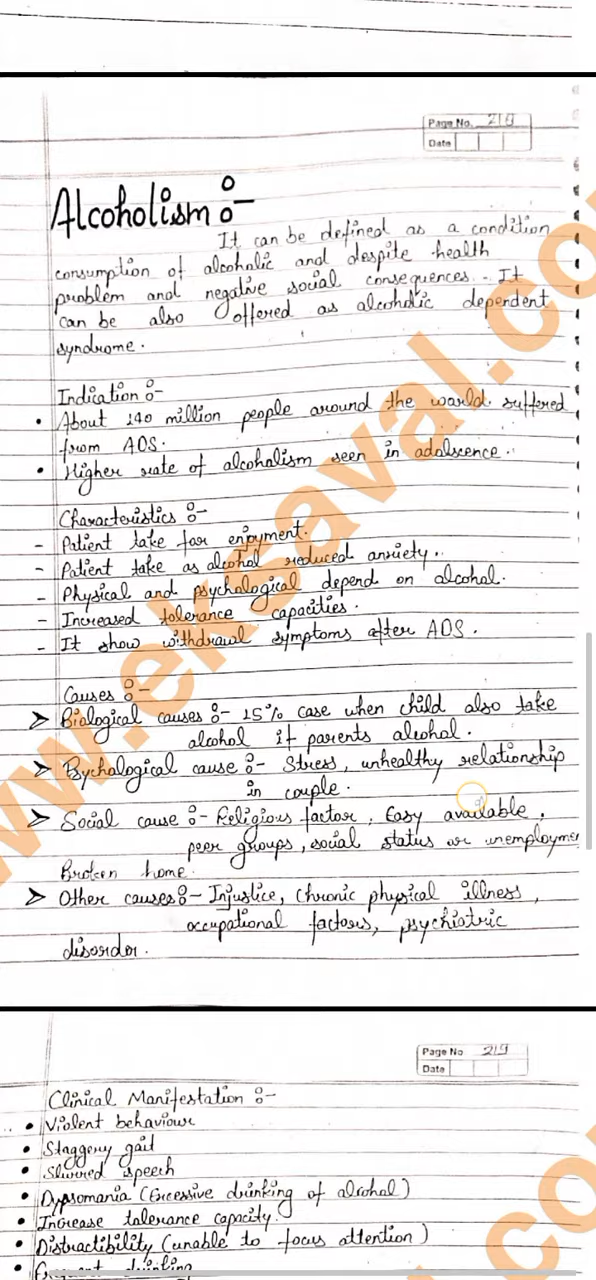 Page No. 218
Date
Alcoholism :-
It can be defined as a condition
consumption of alcoholic and despite health
problem and negative social consequences. It
can be also offered as alcoholic dependent
syndrome.
Indication :-
• About 140 million people around the world suffered
from ADS.
• Higher rate of alcoholism seen in adolscence.
Characteristics :-
- Patient take for enjoyment.
- Patient take as alcohol reduced anxiety.
- Physical and psychological depend on alcohol.
- Increased tolerance capacities.
- It show withdrawl symptoms after ADS.
Causes :-
➤ Biological causes :- 15% case when child also take
alcohol if parents alcohol.
➤ Psychological cause :- Stress, unhealthy relationship
in couple.
➤ Social cause :- Religious factor, Easy available,
peer groups, social status or unemployme
Broken home.
➤ Other causes :- Injustice, chronic physical illness,
occupational factors, psychiatric
disorder.
www.eksaval.co
Page No 219
Date
Clinical Manifestation :-
• Violent behaviour
• Staggery gait
• Slurred speech
• Dypsomania (Excessive drinking of alcohol)
• Increase tolerance capacity.
• Distractibility (unable to focus attention)
• Frequent drinking